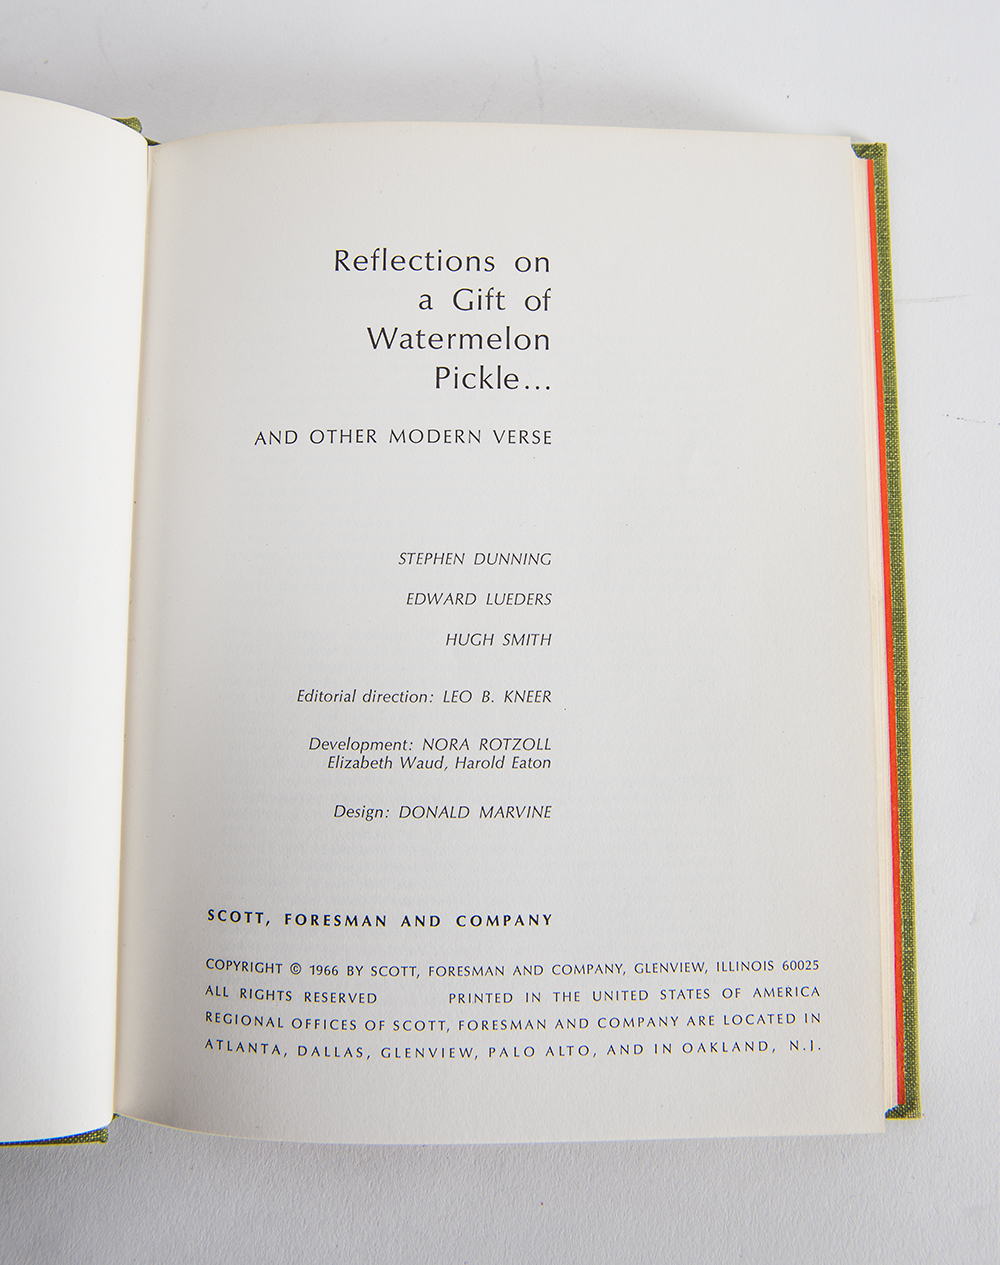 Reflections on
a Gift of
Watermelon
Pickle...
AND OTHER MODERN VERSE
STEPHEN DUNNING
EDWARD LUEDERS
HUGH SMITH
Editorial direction: LEO B. KNEER
Development: NORA ROTZOLL
Elizabeth Waud, Harold Eaton
Design: DONALD MARVINE
SCOTT, FORESMAN AND COMPANY
COPYRIGHT © 1966 BY SCOTT, FORESMAN AND COMPANY, GLENVIEW, ILLINOIS 60025
ALL RIGHTS RESERVED PRINTED IN THE UNITED STATES OF AMERICA
REGIONAL OFFICES OF SCOTT, FORESMAN AND COMPANY ARE LOCATED IN
ATLANTA, DALLAS, GLENVIEW, PALO ALTO, AND IN OAKLAND, N.J.